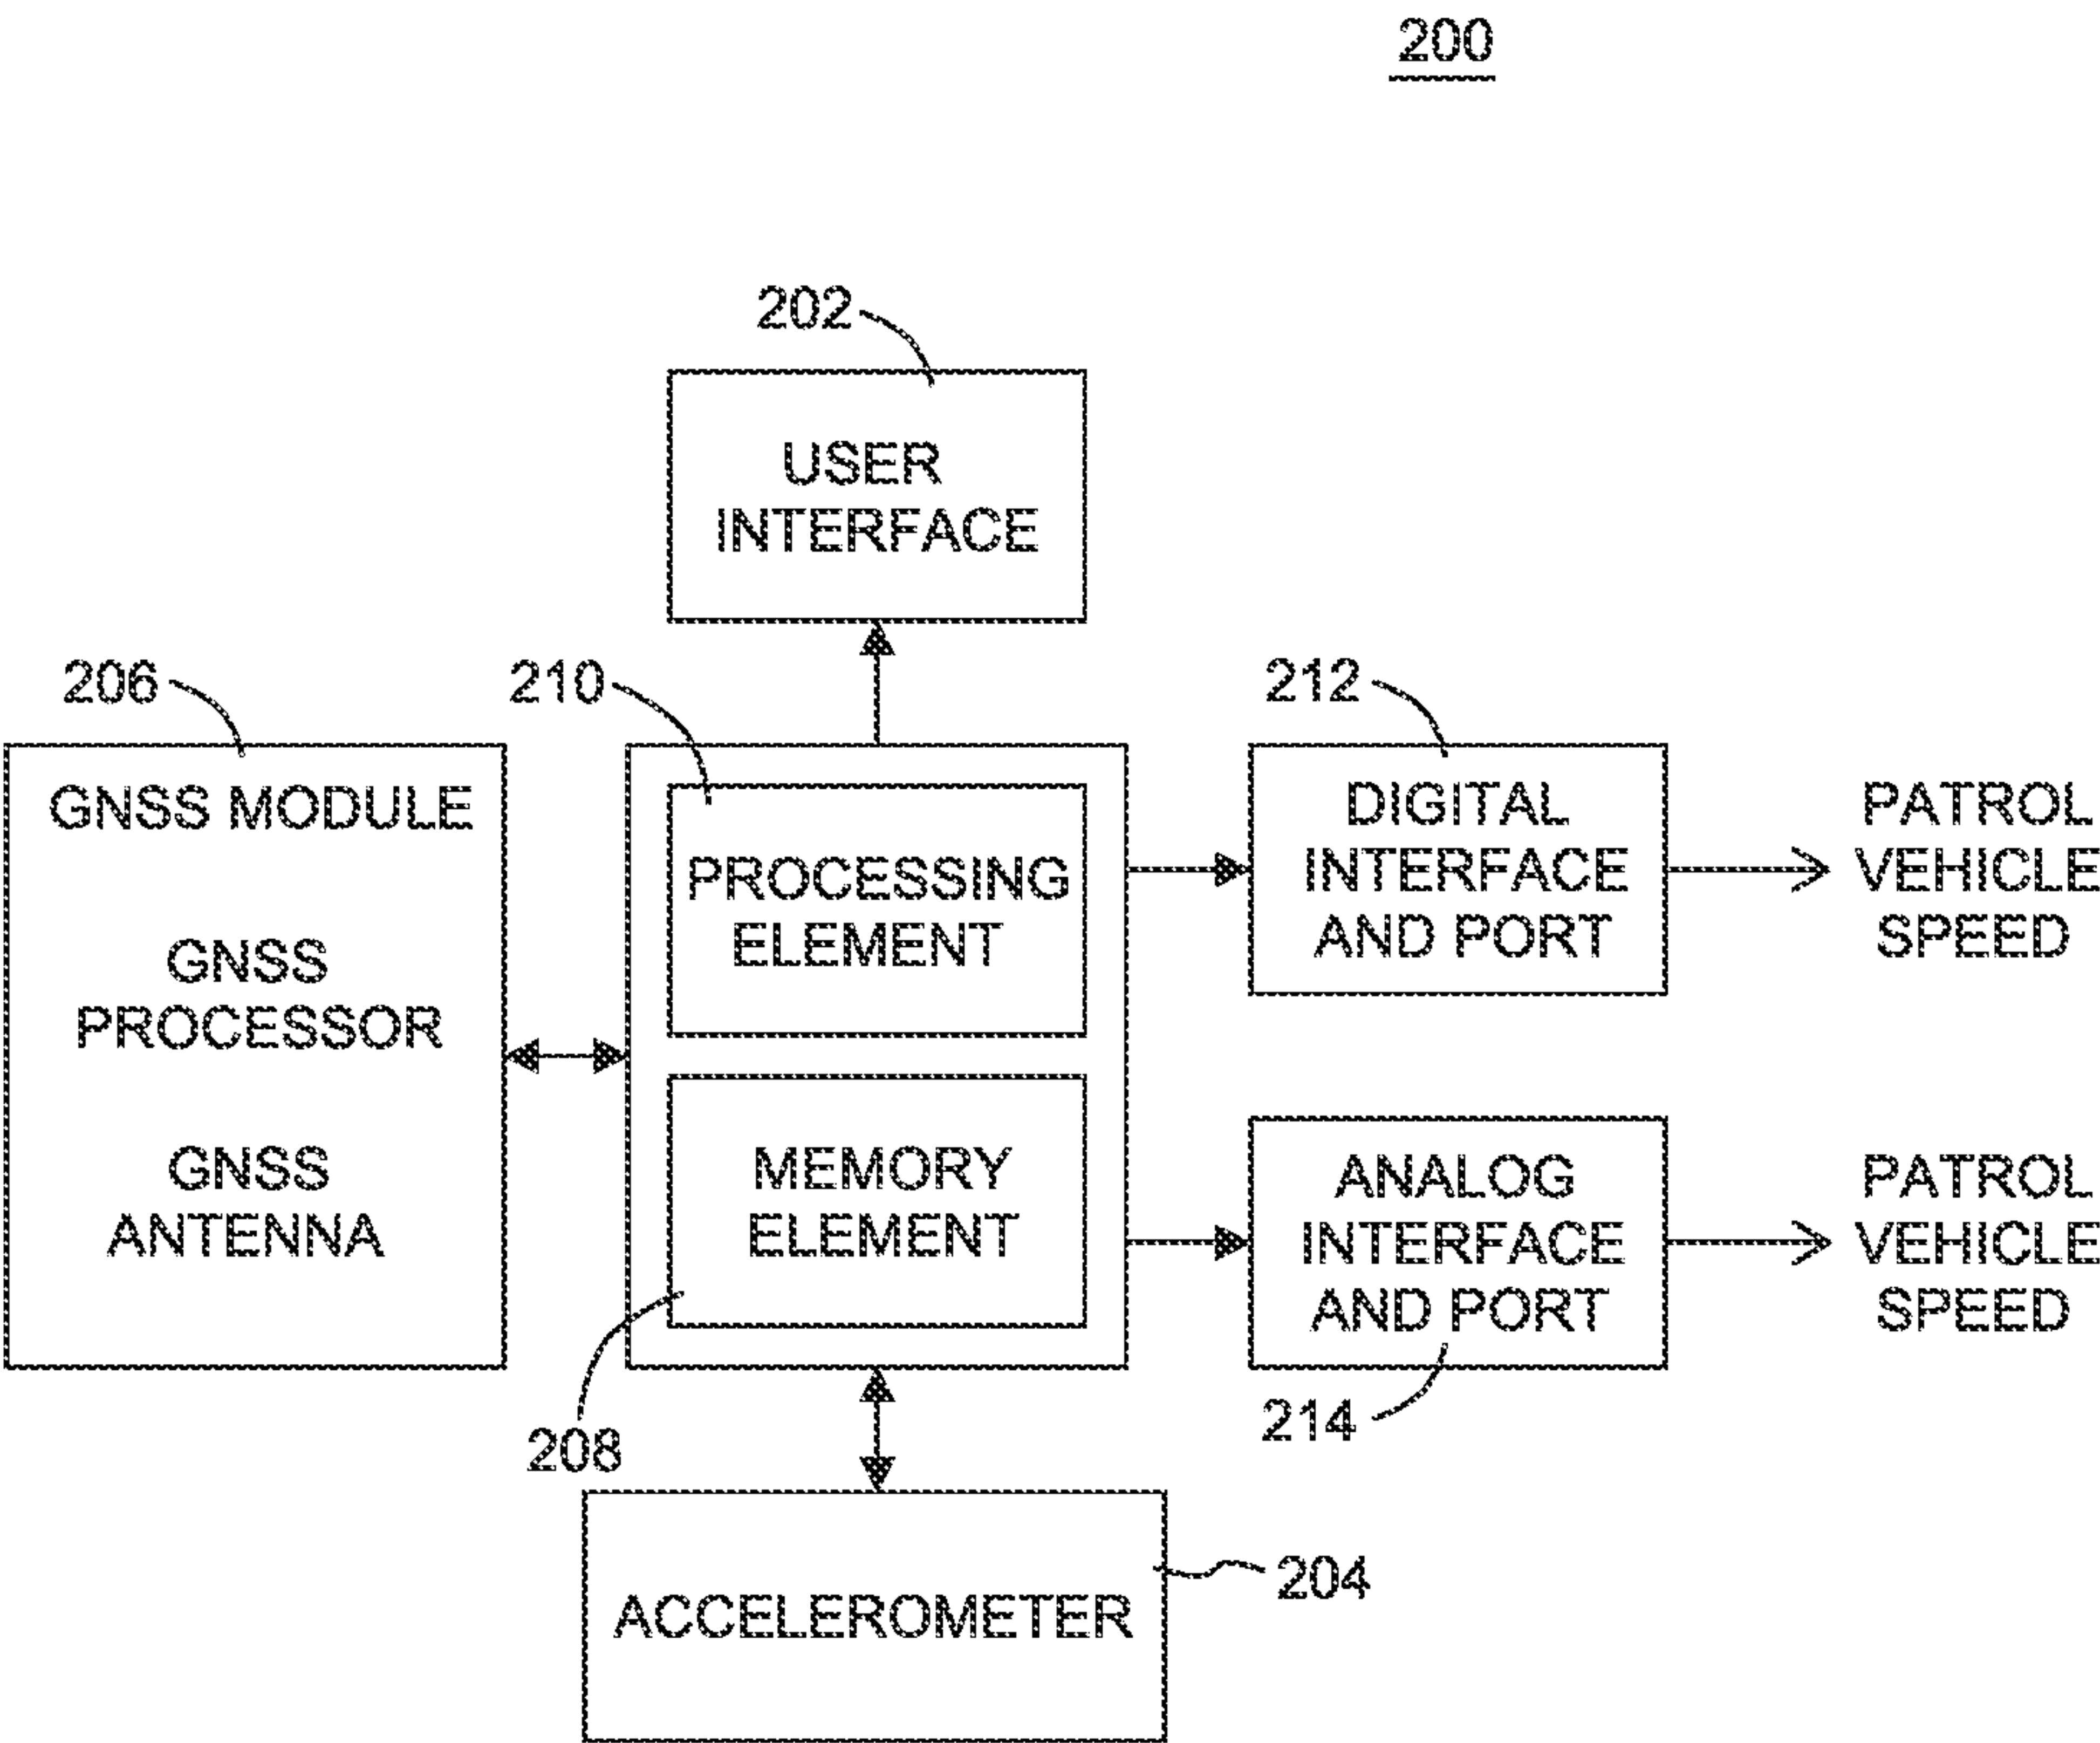 200
202
USER
INTERFACE
206
210
212
GNSS MODULE
GNSS
PROCESSOR
GNSS
ANTENNA
PROCESSING
ELEMENT
MEMORY
ELEMENT
208
DIGITAL
INTERFACE
AND PORT
PATROL
VEHICLE
SPEED
ANALOG
INTERFACE
AND PORT
214
PATROL
VEHICLE
SPEED
ACCELEROMETER
204